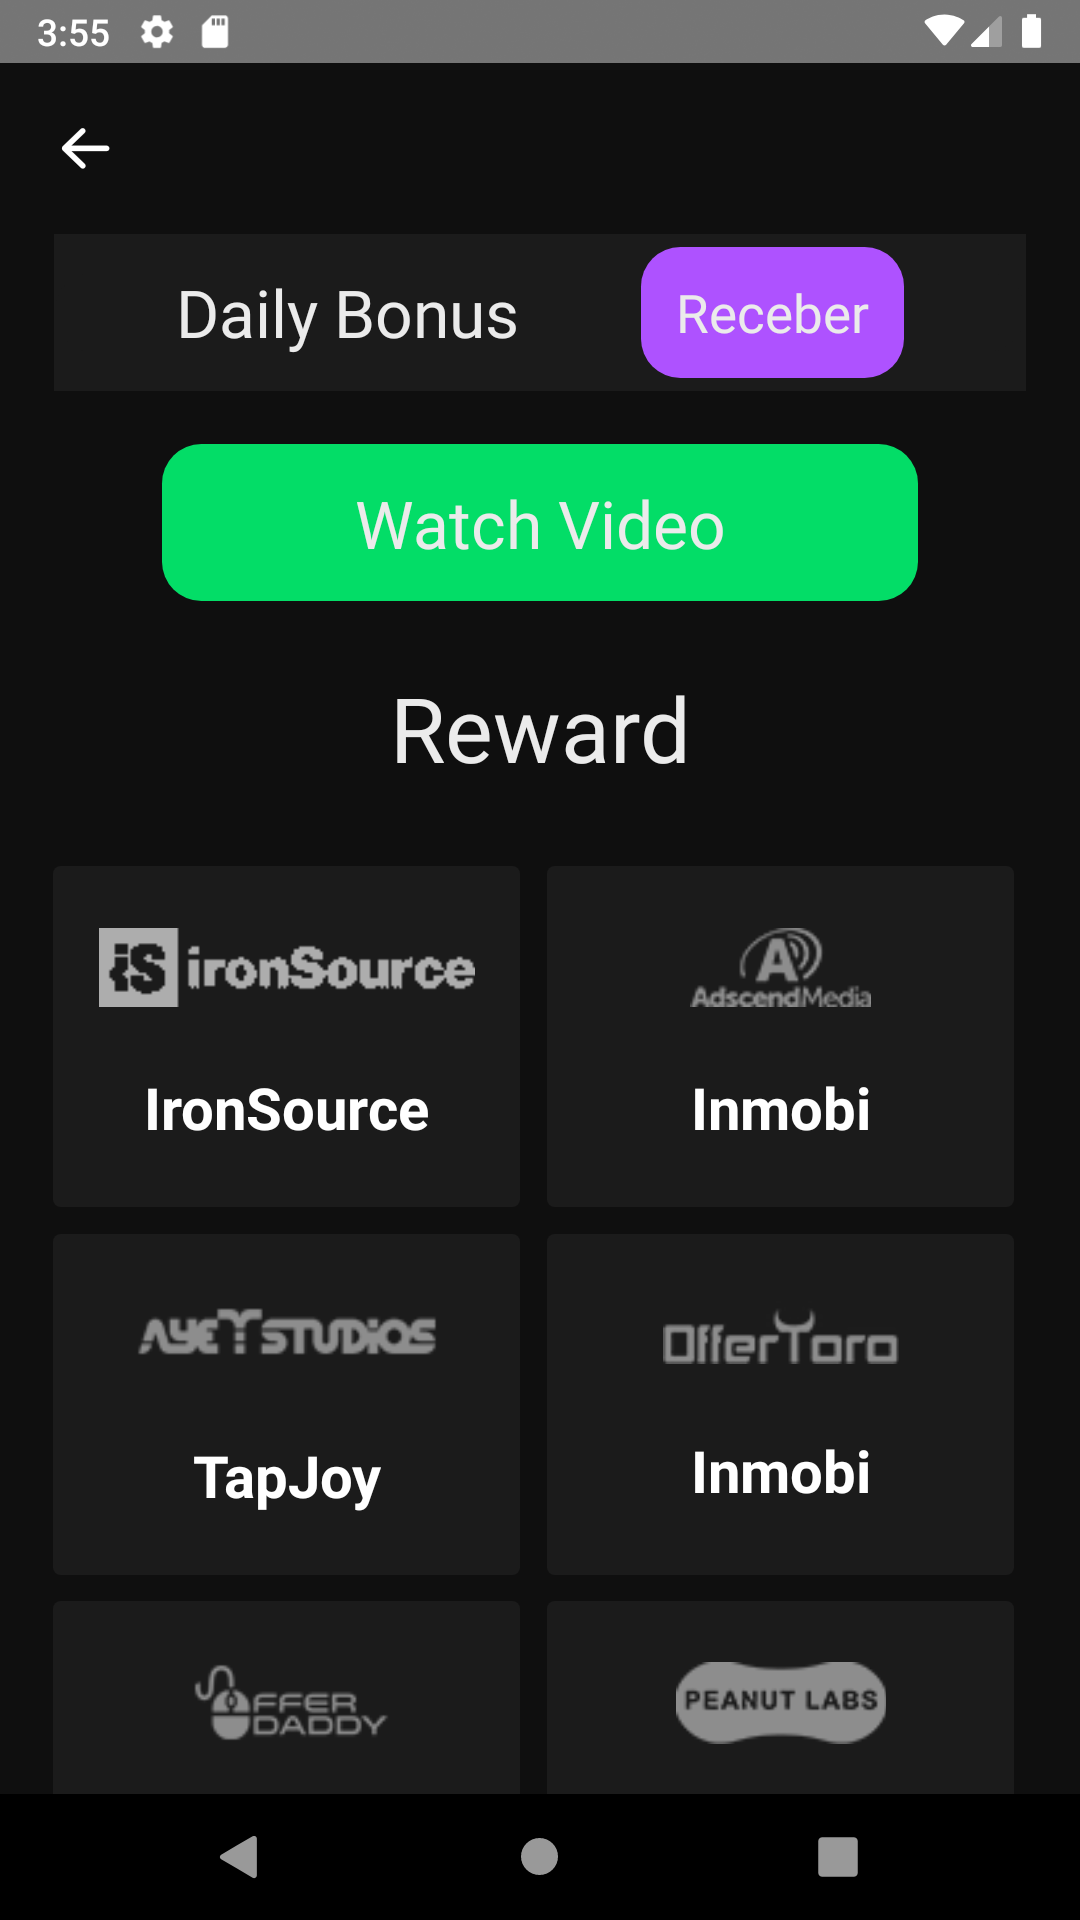 3:55
Daily Bonus
Receber
Watch Video
Reward
iS ironSource
AdscendMedia
IronSource
Inmobi
AYETSTUDIOS
OfferToro
TapJoy
Inmobi
OFFER
DADDY
PEANUT LABS